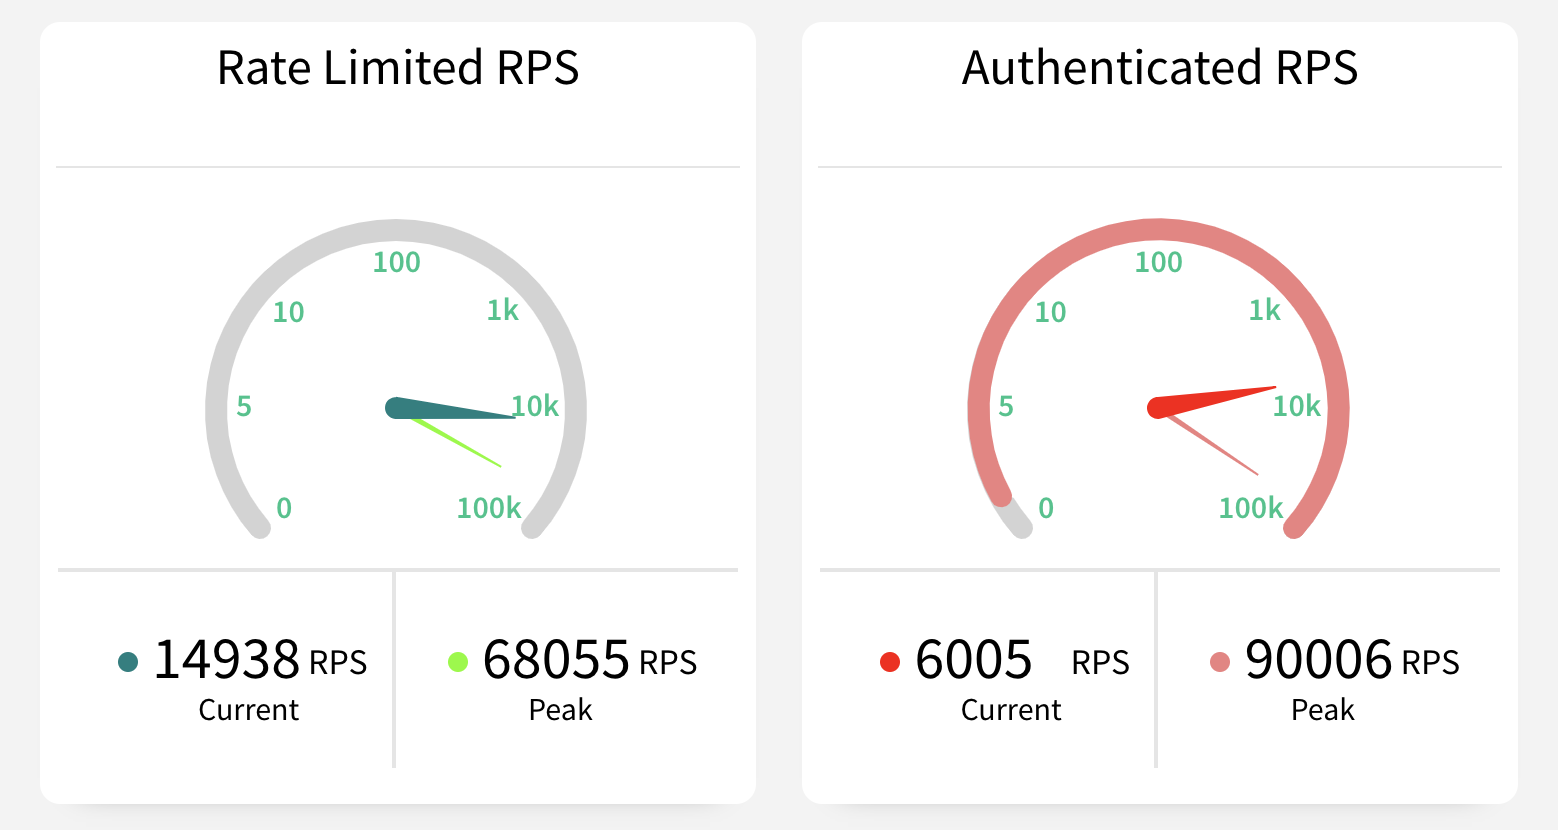 Rate Limited RPS
100
10
1k
5
10k
0
100k
14938 RPS
Current
68055 RPS
Peak
Authenticated RPS
100
10
1k
5
10k
0
100k
6005 RPS
Current
90006 RPS
Peak